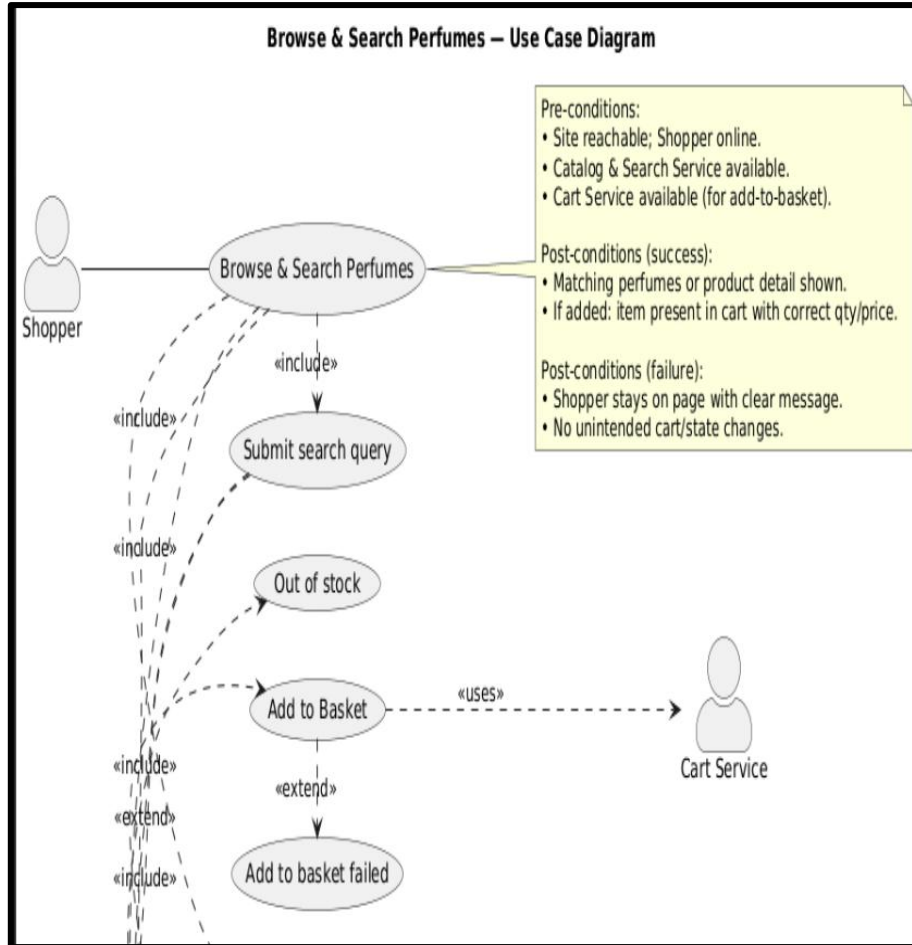 Browse & Search Perfumes — Use Case Diagram
Pre-conditions:
• Site reachable; Shopper online.
• Catalog & Search Service available.
• Cart Service available (for add-to-basket).
Post-conditions (success):
• Matching perfumes or product detail shown.
• If added: item present in cart with correct qty/price.
Post-conditions (failure):
• Shopper stays on page with clear message.
• No unintended cart/state changes.
Browse & Search Perfumes
Shopper
«include»
«include»
Submit search query
«include»
Out of stock
«uses»
Add to Basket
Cart Service
«include»
«extend»
«extend»
Add to basket failed
«include»